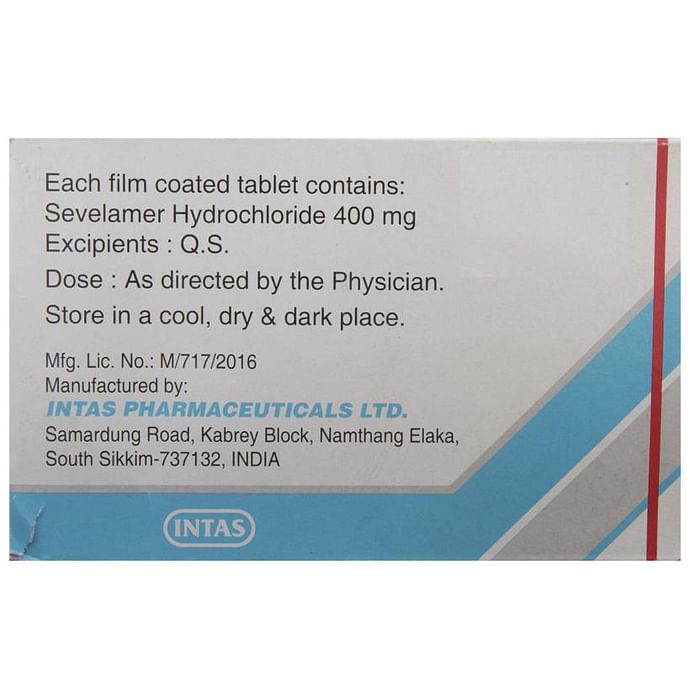 Each film coated tablet contains:
Sevelamer Hydrochloride 400 mg
Excipients : Q.S.
Dose : As directed by the Physician.
Store in a cool, dry & dark place.
Mfg. Lic. No.: M/717/2016
Manufactured by:
INTAS PHARMACEUTICALS LTD.
Samardung Road, Kabrey Block, Namthang Elaka,
South Sikkim-737132, INDIA
INTAS